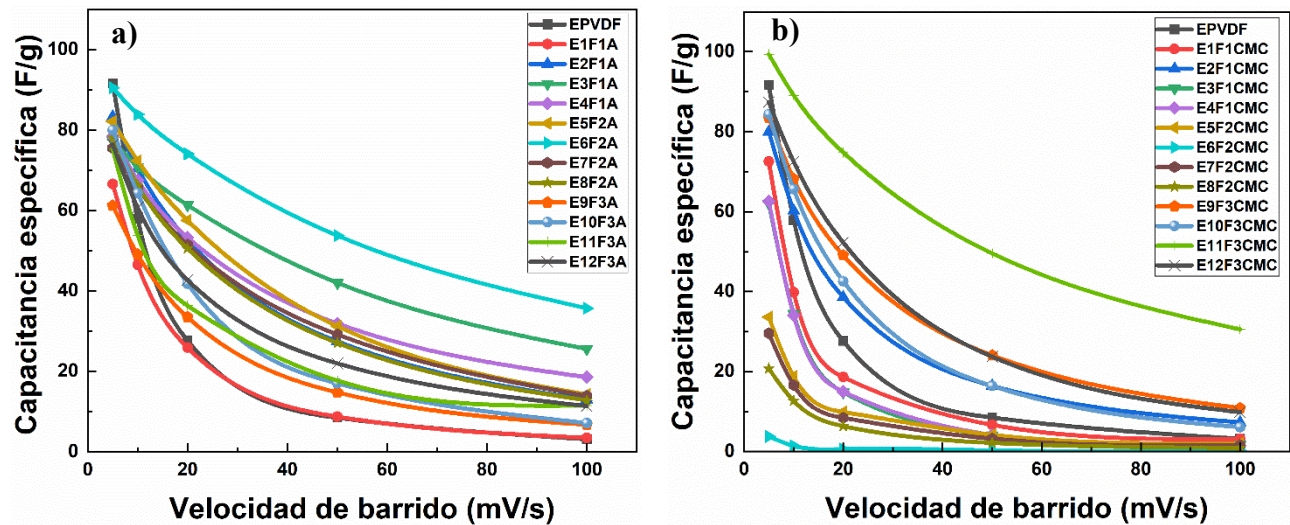 a)
Capacitancia específica (F/g)
100
80
60
40
20
0
0
20
40
60
80
100
Velocidad de barrido (mV/s)
EPVDF
E1F1A
E2F1A
E3F1A
E4F1A
E5F2A
E6F2A
E7F2A
E8F2A
E9F3A
E10F3A
E11F3A
E12F3A
b)
Capacitancia específica (F/g)
100
80
60
40
20
0
0
20
40
60
80
100
Velocidad de barrido (mV/s)
EPVDF
E1F1CMC
E2F1CMC
E3F1CMC
E4F1CMC
E5F2CMC
E6F2CMC
E7F2CMC
E8F2CMC
E9F3CMC
E10F3CMC
E11F3CMC
E12F3CMC